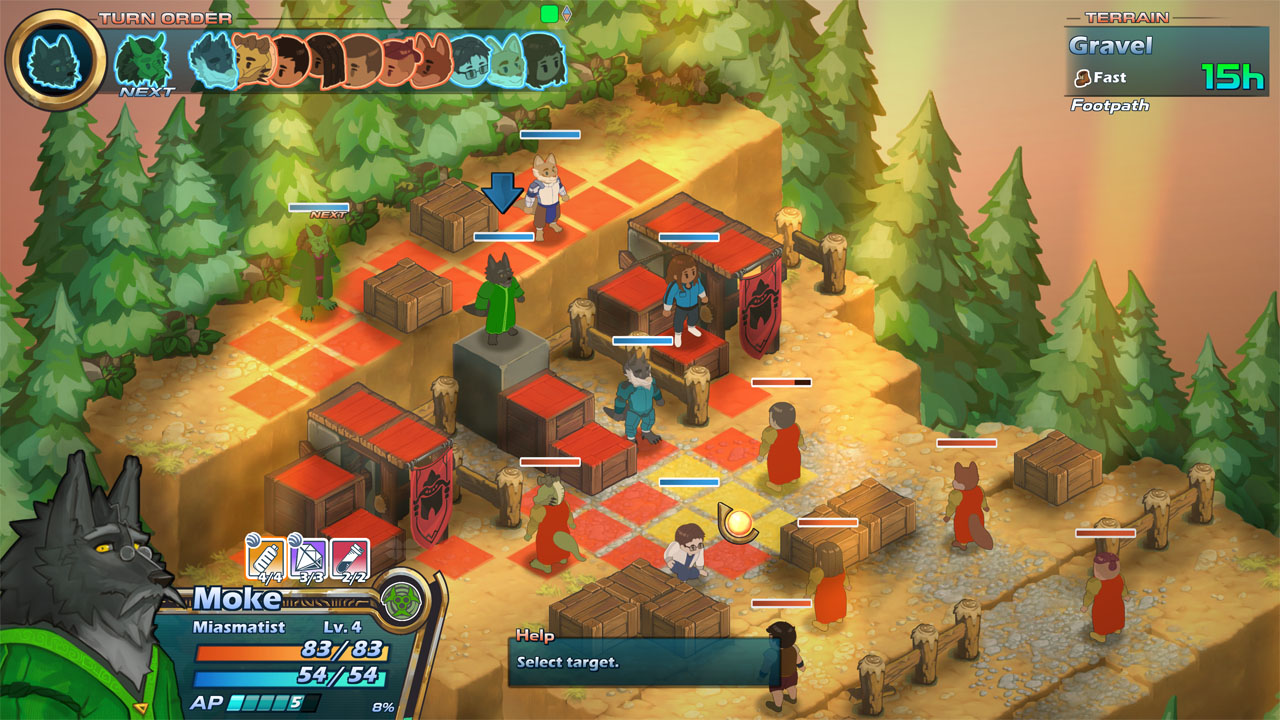 TURN ORDER
NEXT
TERRAIN
Gravel
Fast
15h
Footpath
NEXT
4/4
3/3
2/2
Moke
Miasmatist
Lv. 4
83/83
54/54
AP
5
8%
Help
Select target.